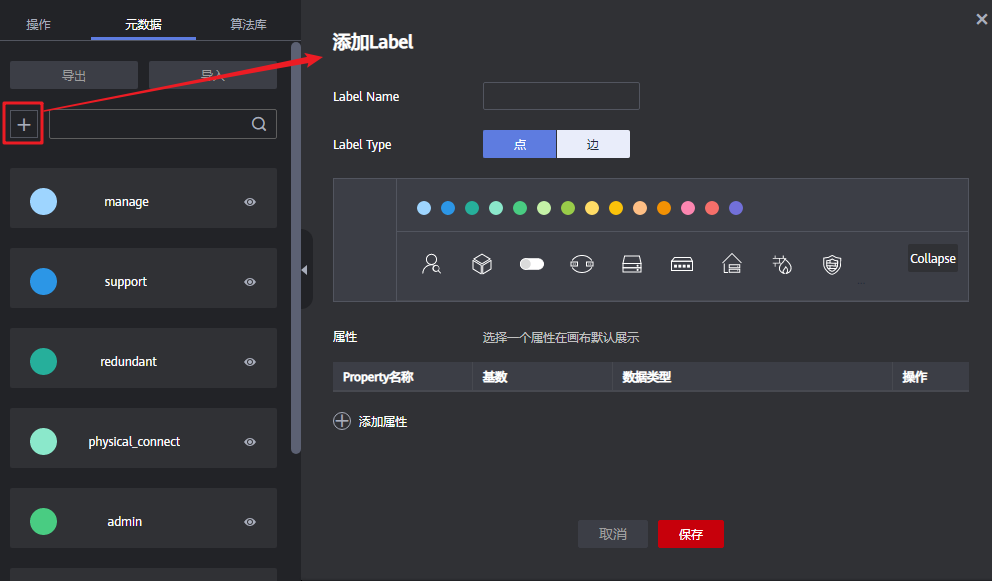 操作 元数据 算法库
导出 导入
manage
support
redundant
physical_connect
admin
添加Label
Label Name
Label Type 点 边
Collapse
属性 选择一个属性在画布默认展示
Property名称 基数 数据类型 操作
添加属性
取消 保存